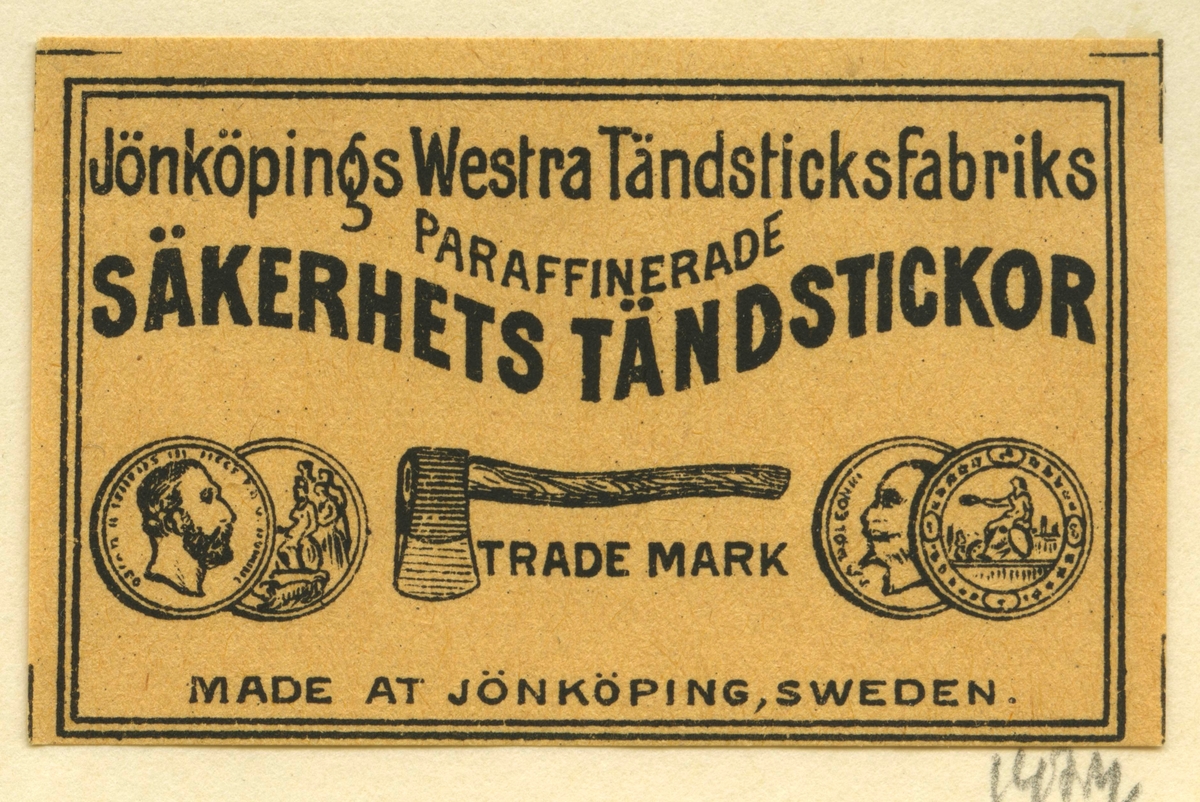 Jönköpings Westra Tändsticksfabriks
PARAFFINERADE
SÄKERHETS TÄNDSTICKOR
TRADE MARK
MADE AT JÖNKÖPING, SWEDEN.